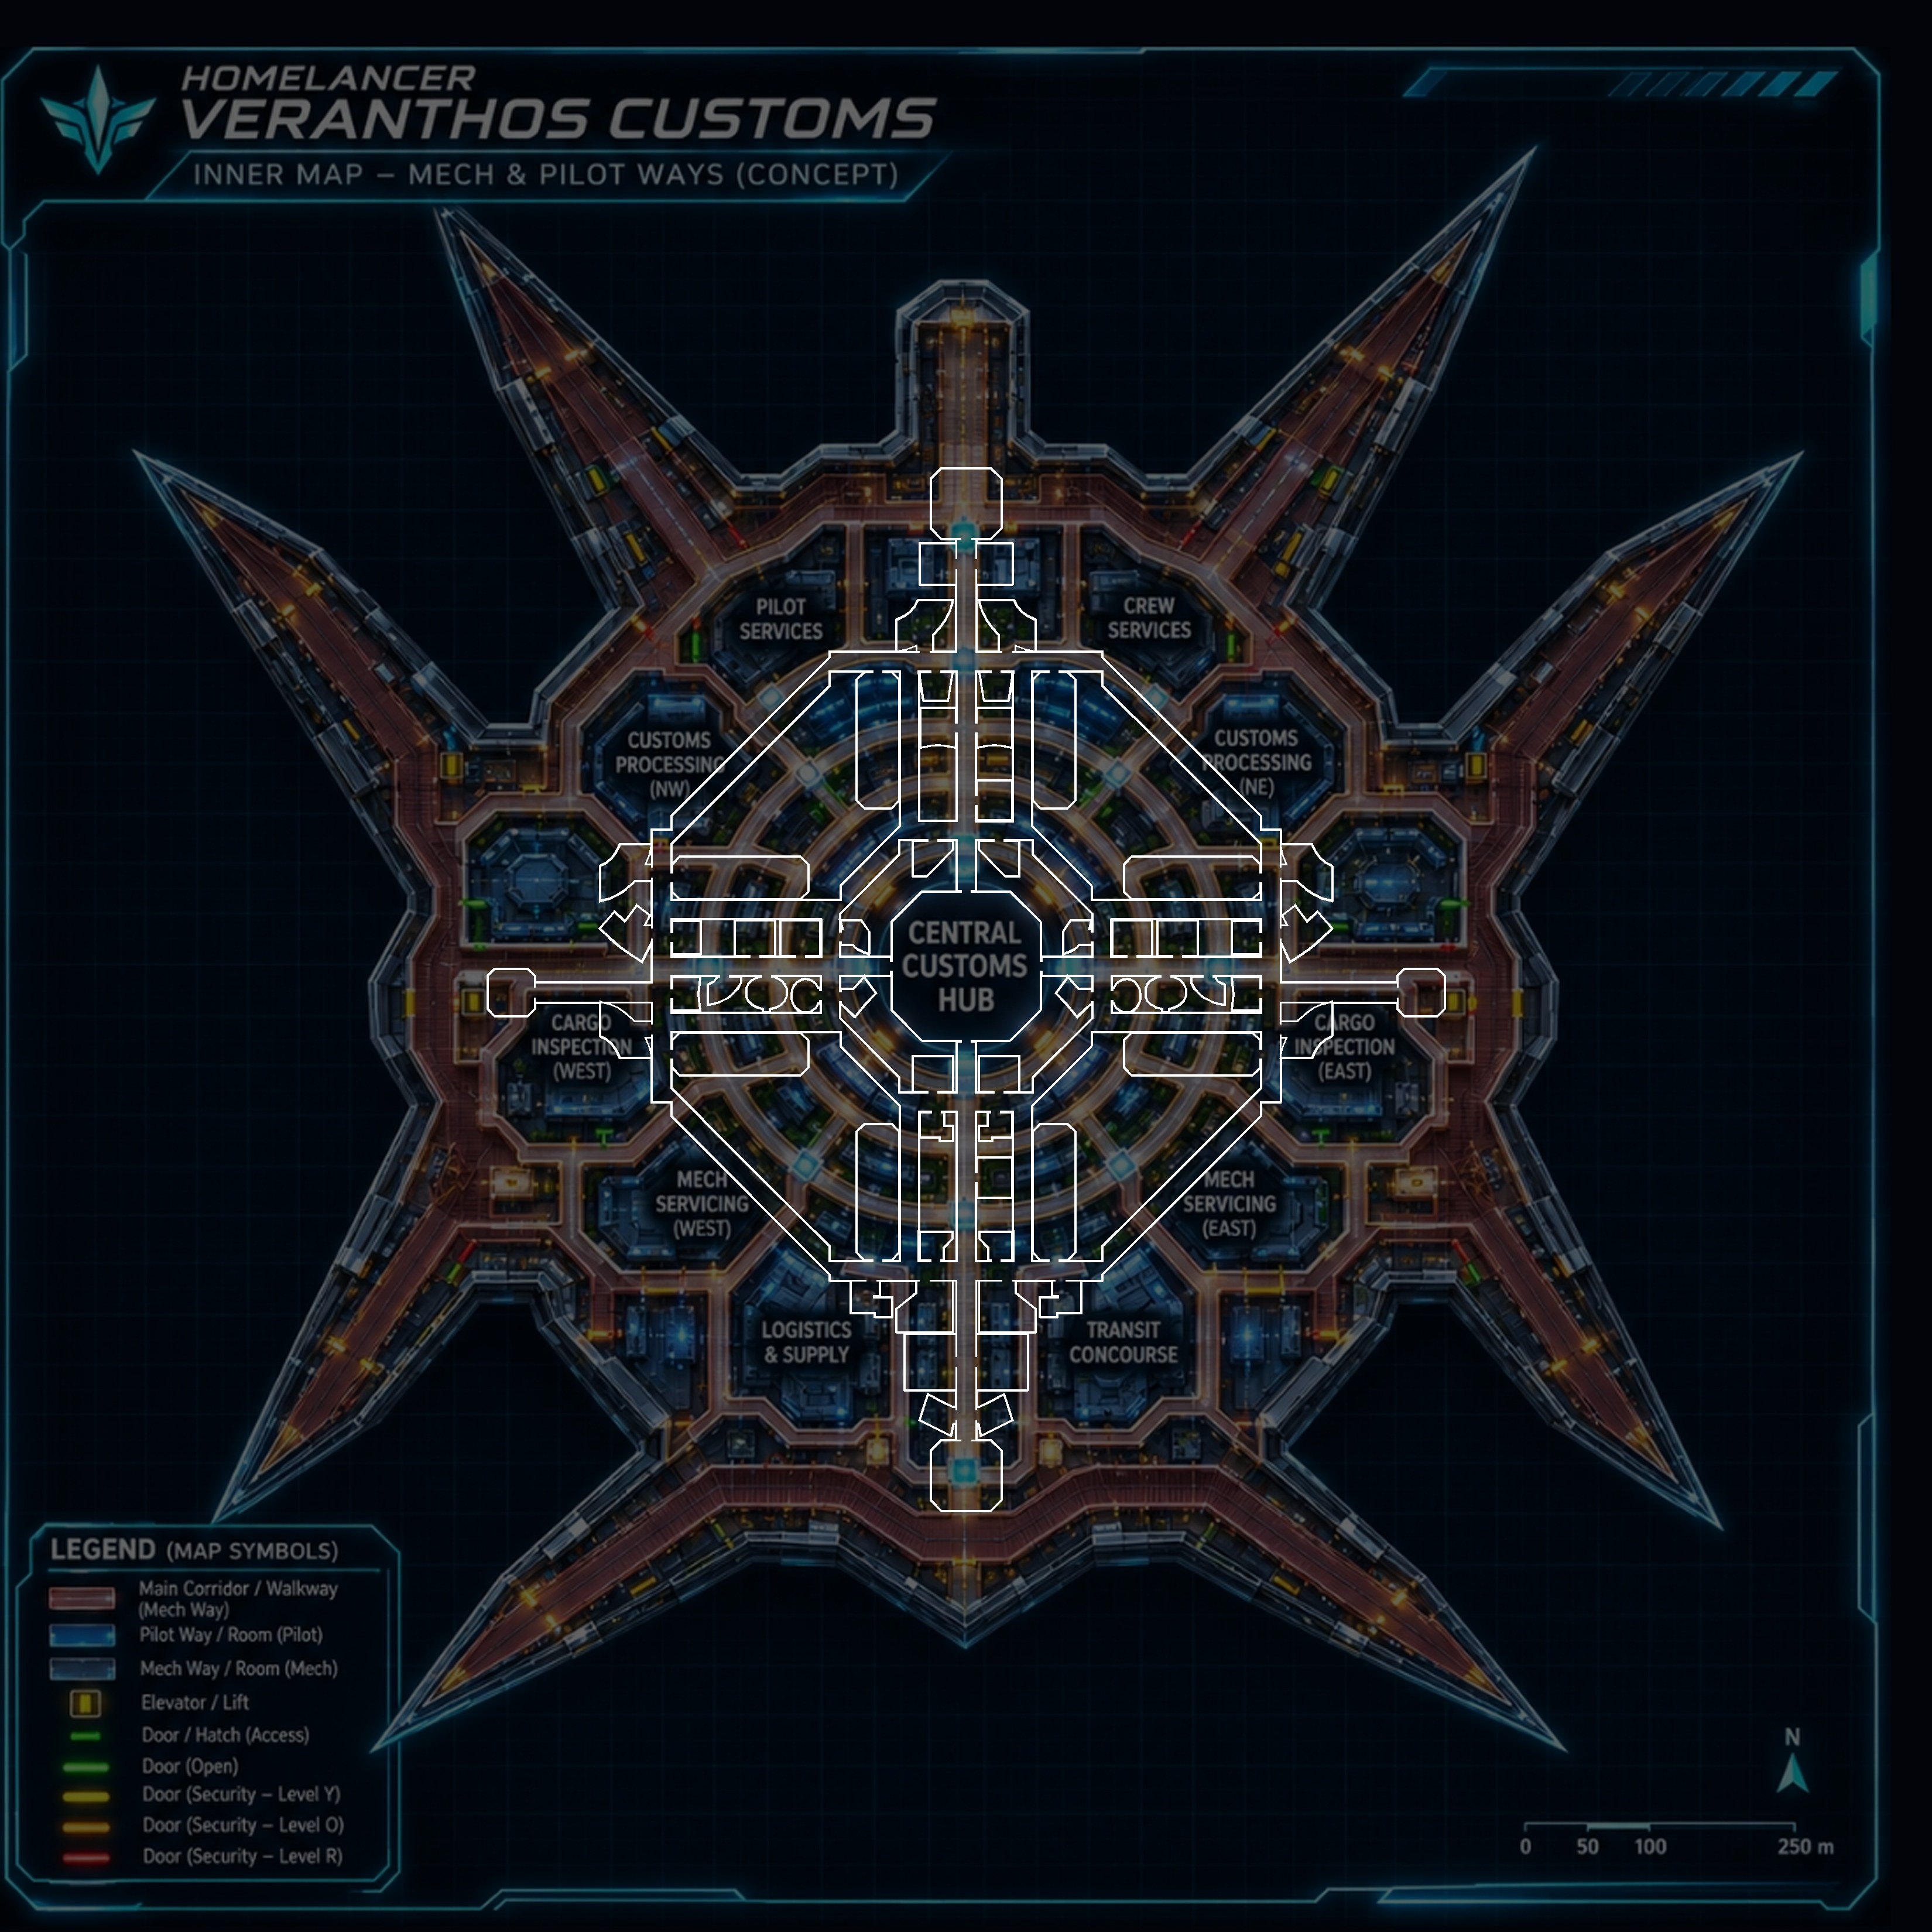 HOMELANCER
VERANTHOS CUSTOMS
INNER MAP – MECH & PILOT WAYS (CONCEPT)
PILOT
SERVICES
CREW
SERVICES
CUSTOMS
PROCESSING
(NW)
CUSTOMS
PROCESSING
(NE)
CENTRAL
CUSTOMS
HUB
CARGO
INSPECTION
(WEST)
CARGO
INSPECTION
(EAST)
MECH
SERVICING
(WEST)
MECH
SERVICING
(EAST)
LOGISTICS
& SUPPLY
TRANSIT
CONCOURSE
LEGEND (MAP SYMBOLS)
Main Corridor / Walkway
(Mech Way)
Pilot Way / Room (Pilot)
Mech Way / Room (Mech)
Elevator / Lift
Door / Hatch (Access)
Door (Open)
Door (Security – Level Y)
Door (Security – Level O)
Door (Security – Level R)
N
0 50 100 250 m